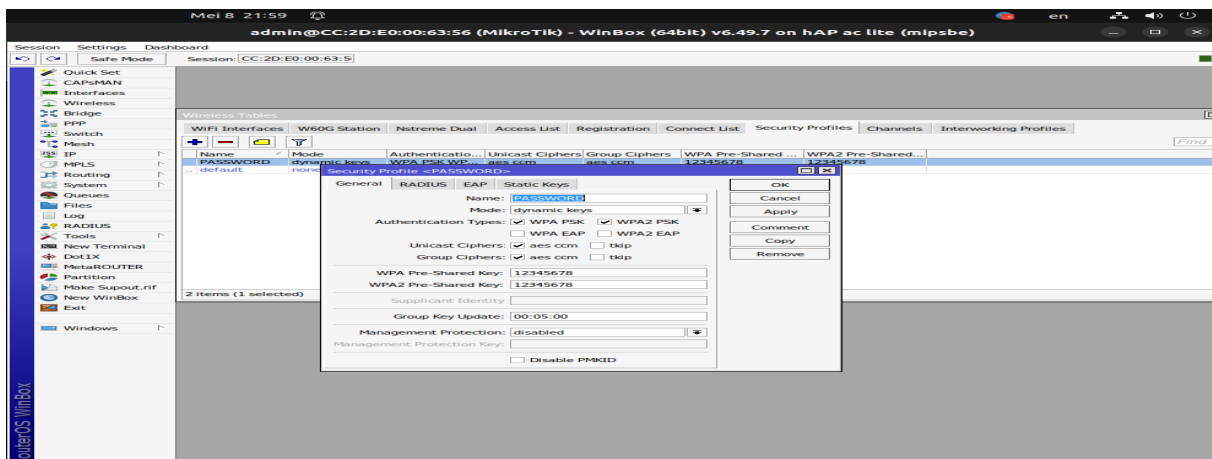 Mei 8 21:59
en
admin@CC:2D:E0:00:63:56 (MikroTik) - WinBox (64bit) v6.49.7 on hAP ac lite (mipsbe)
Session Settings Dashboard
Safe Mode Session: CC:2D:E0:00:63:5
Quick Set
CAPsMAN
Interfaces
Wireless
Bridge
PPP
Switch
Mesh
IP
MPLS
Routing
System
Queues
Files
Log
RADIUS
Tools
New Terminal
Dot1X
MetaROUTER
Partition
Make Supout.rif
New WinBox
Exit
Windows
outerOS WinBox
Wireless Tables
WiFi Interfaces W60G Station Nstreme Dual Access List Registration Connect List Security Profiles Channels Interworking Profiles
Find
Name Mode Authenticatio... Unicast Ciphers Group Ciphers WPA Pre-Shared ... WPA2 Pre-Shared...
PASSWORD dynamic keys WPA PSK WP... aes ccm aes ccm 12345678 12345678
default none
2 items (1 selected)
Security Profile <PASSWORD>
General RADIUS EAP Static Keys
Name: PASSWORD
Mode: dynamic keys
Authentication Types: WPA PSK WPA2 PSK
WPA EAP WPA2 EAP
Unicast Ciphers: aes ccm tkip
Group Ciphers: aes ccm tkip
WPA Pre-Shared Key: 12345678
WPA2 Pre-Shared Key: 12345678
Supplicant Identity
Group Key Update: 00:05:00
Management Protection: disabled
Management Protection Key:
Disable PMKID
OK
Cancel
Apply
Comment
Copy
Remove